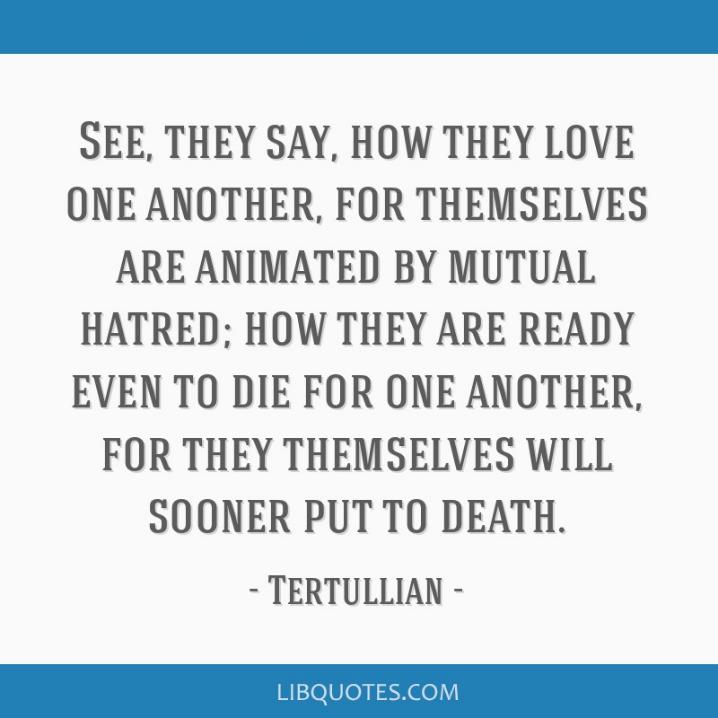 See, they say, how they love
one another, for themselves
are animated by mutual
hatred; how they are ready
even to die for one another,
for they themselves will
sooner put to death.
- Tertullian -
LIBQUOTES.COM